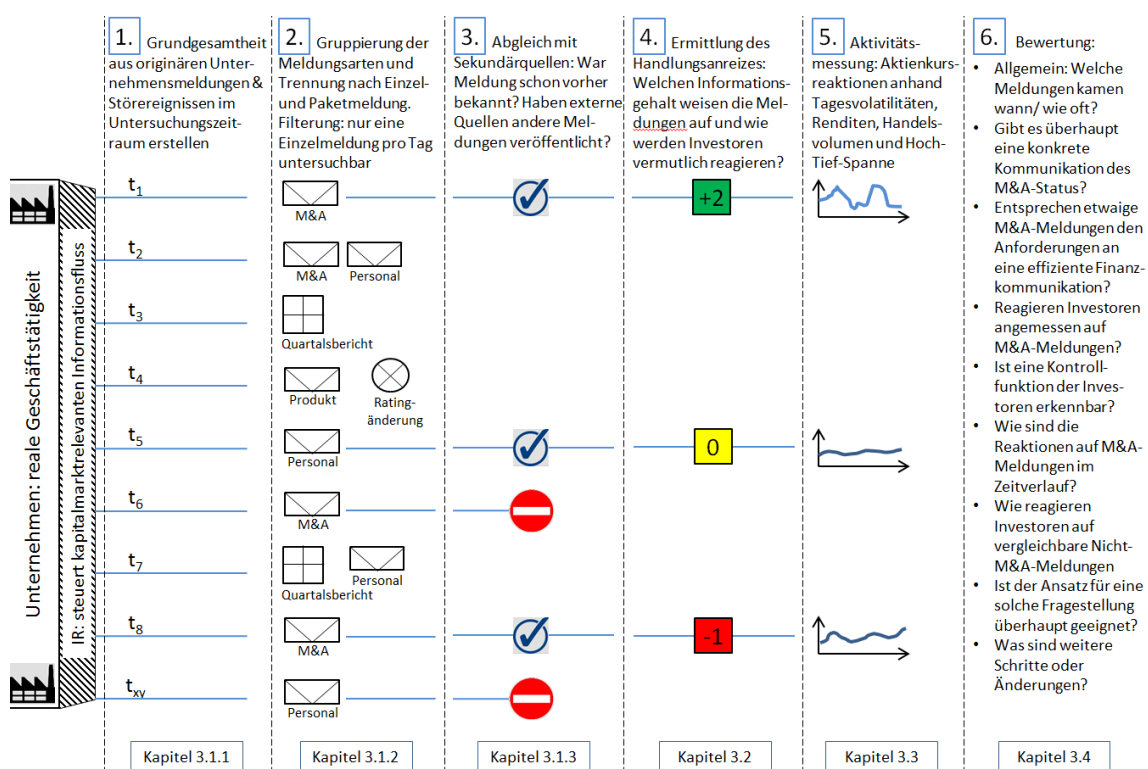 1. Grundgesamtheit
aus originären Unter-
nehmensmeldungen &
Störereignissen im
Untersuchungszeit-
raum erstellen
2. Gruppierung der
Meldungsarten und
Trennung nach Einzel-
und Paketmeldung.
Filterung: nur eine
Einzelmeldung pro Tag
untersuchbar
3. Abgleich mit
Sekundärquellen: War
Meldung schon vorher
bekannt? Haben externe
Quellen andere Mel-
dungen veröffentlicht?
4. Ermittlung des
Handlungsanreizes:
Welchen Informations-
gehalt weisen die Mel-
dungen auf und wie
werden Investoren
vermutlich reagieren?
5. Aktivitäts-
messung: Aktienkurs-
reaktionen anhand
Tagesvolatilitäten,
Renditen, Handels-
volumen und Hoch-
Tief-Spanne
6. Bewertung:
• Allgemein: Welche
Meldungen kamen
wann/ wie oft?
• Gibt es überhaupt
eine konkrete
Kommunikation des
M&A-Status?
• Entsprechen etwaige
M&A-Meldungen den
Anforderungen an
eine effiziente Finanz-
kommunikation?
• Reagieren Investoren
angemessen auf
M&A-Meldungen?
• Ist eine Kontroll-
funktion der Inves-
toren erkennbar?
• Wie sind die
Reaktionen auf M&A-
Meldungen im
Zeitverlauf?
• Wie reagieren
Investoren auf
vergleichbare Nicht-
M&A-Meldungen
• Ist der Ansatz für eine
solche Fragestellung
überhaupt geeignet?
• Was sind weitere
Schritte oder
Änderungen?
Unternehmen: reale Geschäftstätigkeit
IR: steuert kapitalmarktrelevanten Informationsfluss
t1
M&A
+2
t2
M&A Personal
t3
Quartalsbericht
t4
Produkt
Rating-
änderung
t5
Personal
0
t6
M&A
t7
Quartalsbericht
Personal
t8
M&A
-1
txy
Personal
Kapitel 3.1.1
Kapitel 3.1.2
Kapitel 3.1.3
Kapitel 3.2
Kapitel 3.3
Kapitel 3.4